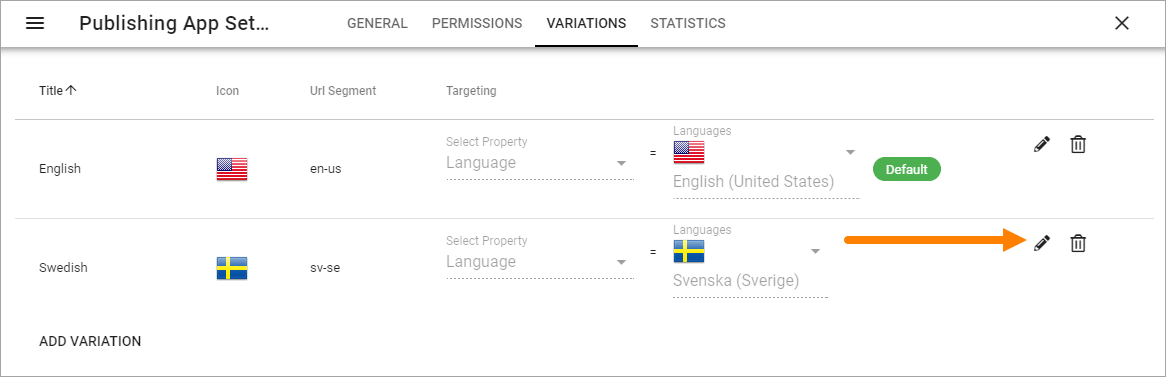 Publishing App Set... GENERAL PERMISSIONS VARIATIONS STATISTICS
Title Icon Url Segment Targeting
Select Property Languages
English en-us Language = English (United States) Default
Select Property Languages
Swedish sv-se Language = Svenska (Sverige)
ADD VARIATION